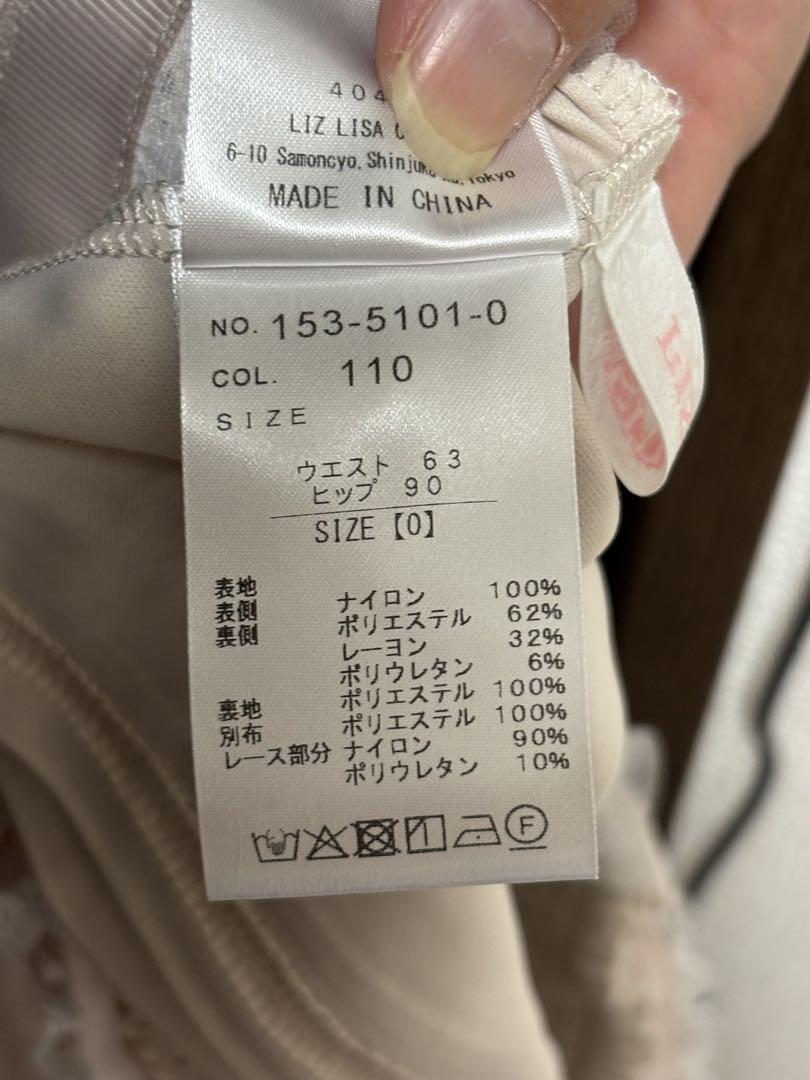 404
LIZ LISA
6-10 Samoncyo, Shinjuku-ku, Tokyo
MADE IN CHINA
NO. 153-5101-0
COL. 110
SIZE
ウエスト 63
ヒップ 90
SIZE【0】
表地 ナイロン 100%
表側 ポリエステル 62%
裏側 レーヨン 32%
ポリウレタン 6%
ポリエステル 100%
裏地 ポリエステル 100%
別布 ナイロン 90%
レース部分 ポリウレタン 10%
F